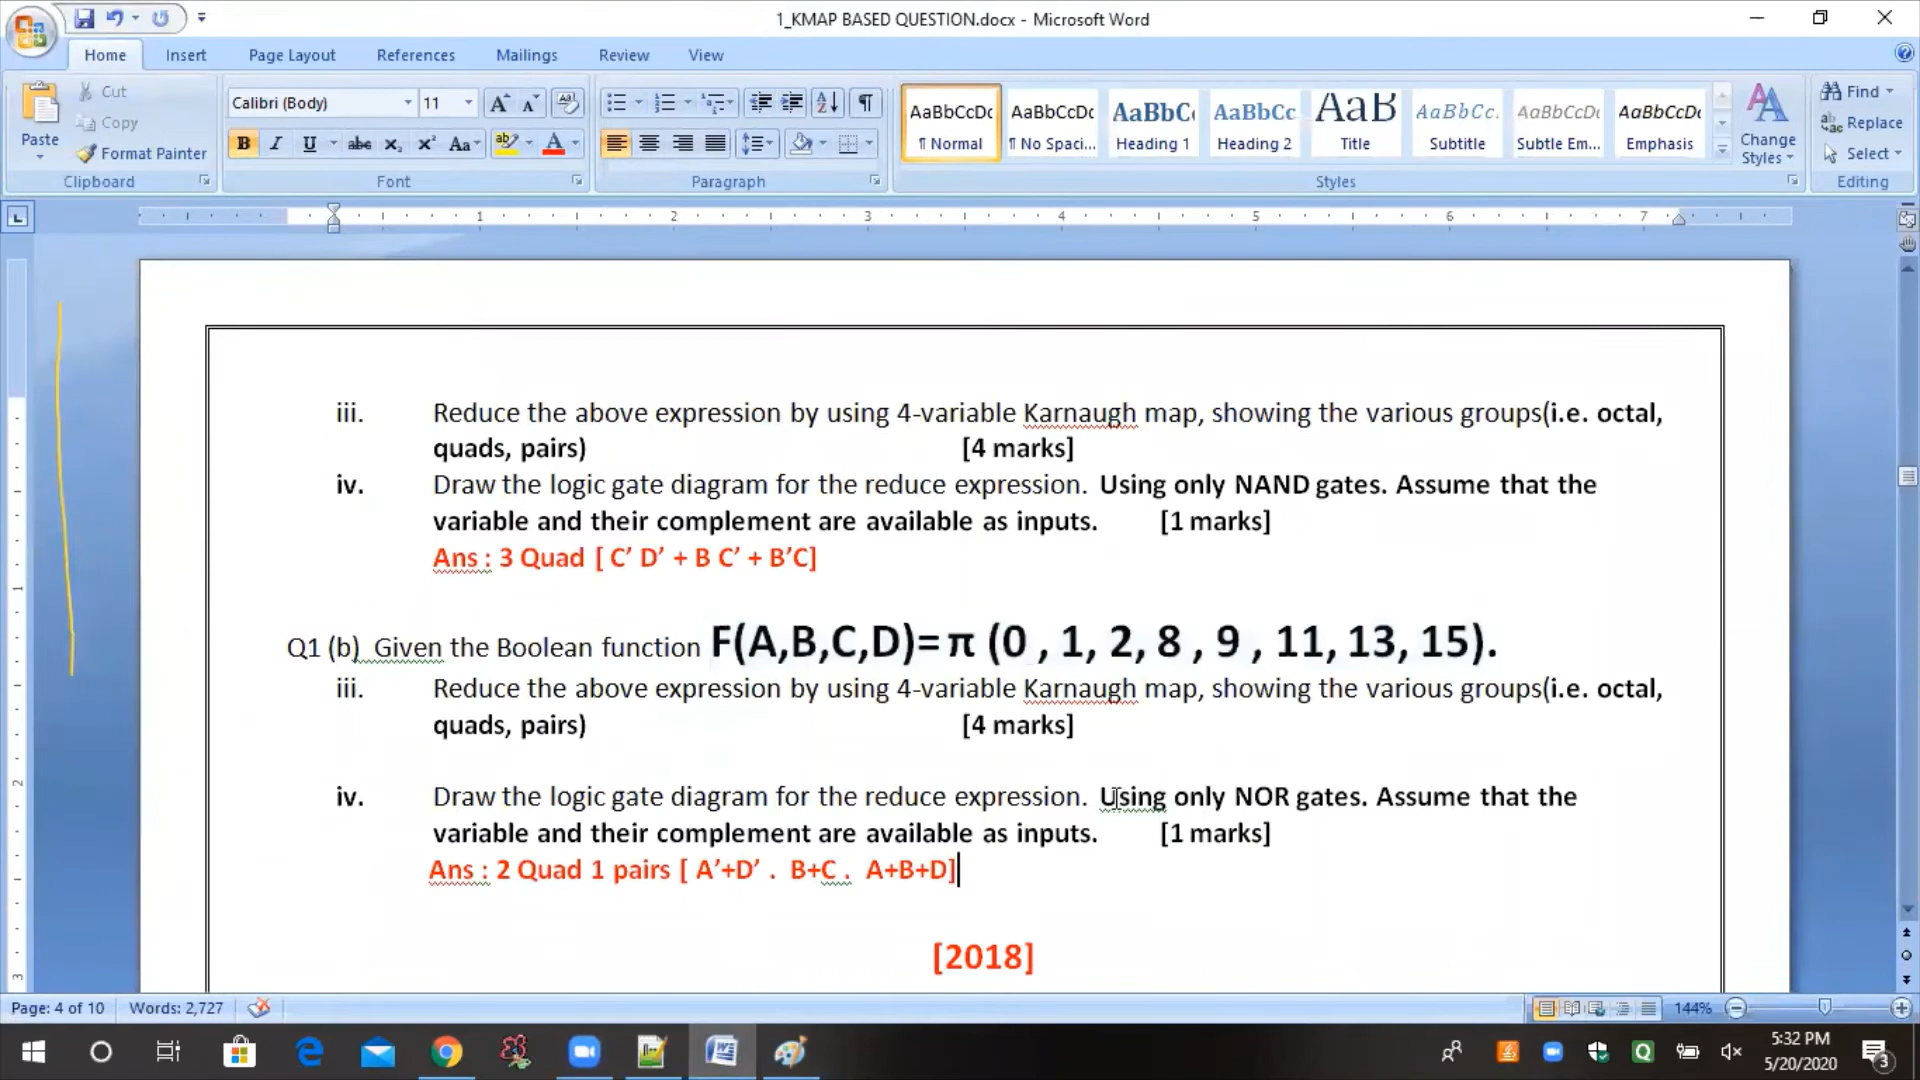 1_KMAP BASED QUESTION.docx - Microsoft Word
Home Insert Page Layout References Mailings Review View
Paste Cut Copy Format Painter Clipboard
Calibri (Body) 11 Font
Paragraph
AaBbCcDc ¶ Normal AaBbCcDc ¶ No Spaci... AaBbC Heading 1 AaBbCc Heading 2 AaB Title AaBbCc. Subtitle AaBbCcDc Subtle Em... AaBbCcDc Emphasis Change Styles Styles
Find Replace Select Editing
1 2 3 4 5 6 7
iii. Reduce the above expression by using 4-variable Karnaugh map, showing the various groups(i.e. octal,
quads, pairs) [4 marks]
iv. Draw the logic gate diagram for the reduce expression. Using only NAND gates. Assume that the
variable and their complement are available as inputs. [1 marks]
Ans : 3 Quad [ C’ D’ + B C’ + B’C]
Q1 (b) Given the Boolean function F(A,B,C,D)= π (0 , 1, 2, 8 , 9 , 11, 13, 15).
iii. Reduce the above expression by using 4-variable Karnaugh map, showing the various groups(i.e. octal,
quads, pairs) [4 marks]
iv. Draw the logic gate diagram for the reduce expression. Using only NOR gates. Assume that the
variable and their complement are available as inputs. [1 marks]
Ans : 2 Quad 1 pairs [ A’+D’ . B+C . A+B+D]
[2018]
Page: 4 of 10 Words: 2,727 144%
5:32 PM
5/20/2020
3